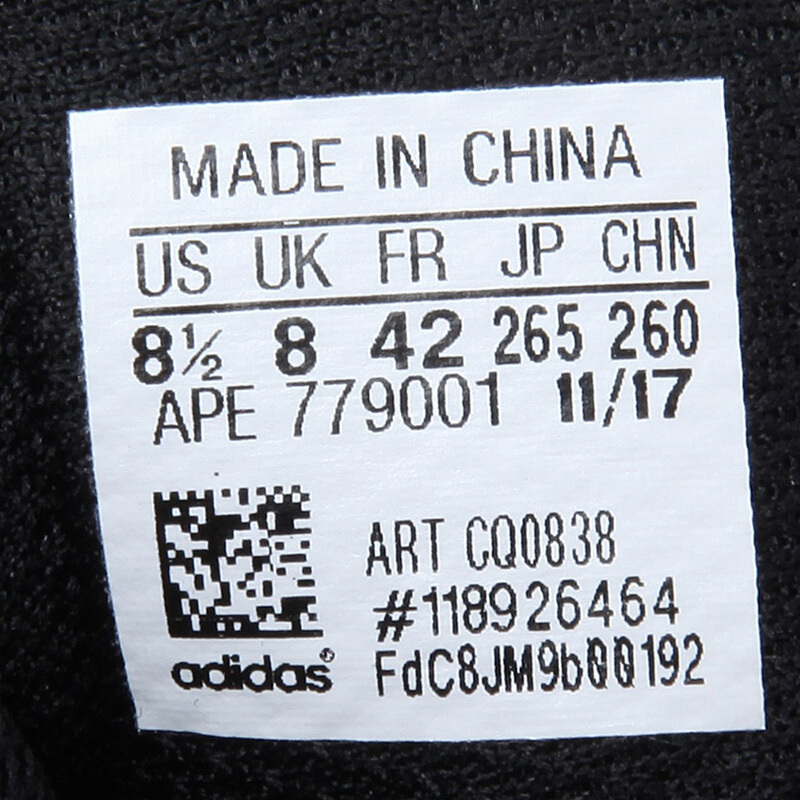 MADE IN CHINA
US UK FR JP CHN
8½ 8 42 265 260
APE 779001 11/17
ART CQ0838
#118926464
adidas® FdC8JM9b00192